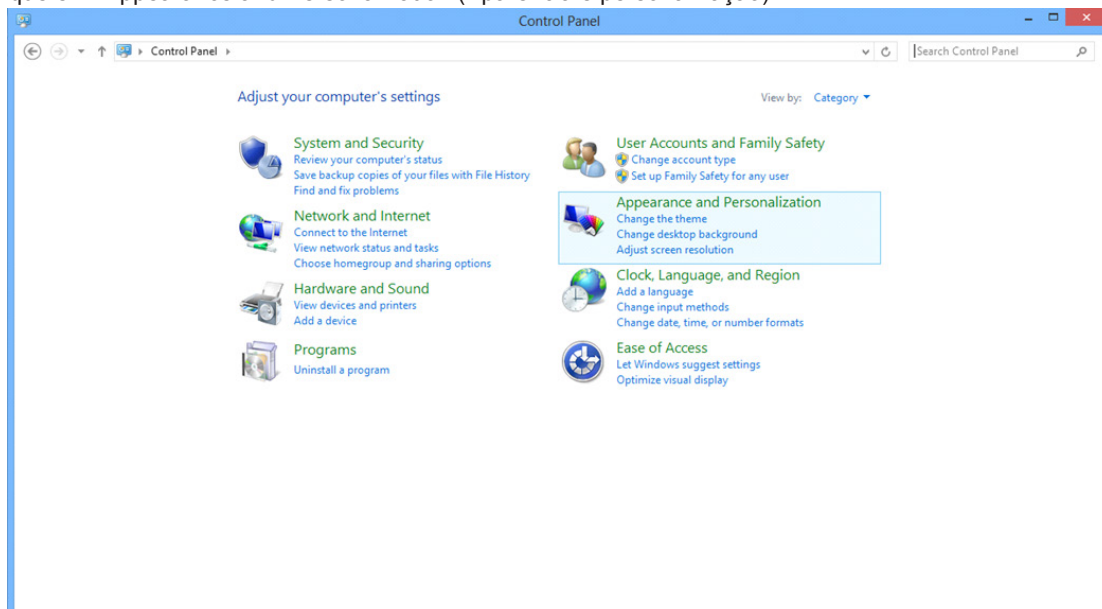 Control Panel
Control Panel
Search Control Panel
Adjust your computer's settings
View by: Category
System and Security
Review your computer's status
Save backup copies of your files with File History
Find and fix problems
Network and Internet
Connect to the Internet
View network status and tasks
Choose homegroup and sharing options
Hardware and Sound
View devices and printers
Add a device
Programs
Uninstall a program
User Accounts and Family Safety
Change account type
Set up Family Safety for any user
Appearance and Personalization
Change the theme
Change desktop background
Adjust screen resolution
Clock, Language, and Region
Add a language
Change input methods
Change date, time, or number formats
Ease of Access
Let Windows suggest settings
Optimize visual display